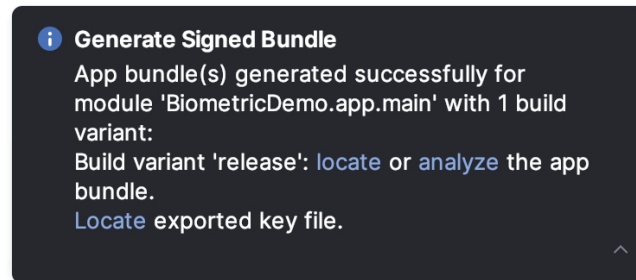 Generate Signed Bundle
App bundle(s) generated successfully for
module 'BiometricDemo.app.main' with 1 build
variant:
Build variant 'release': locate or analyze the app
bundle.
Locate exported key file.